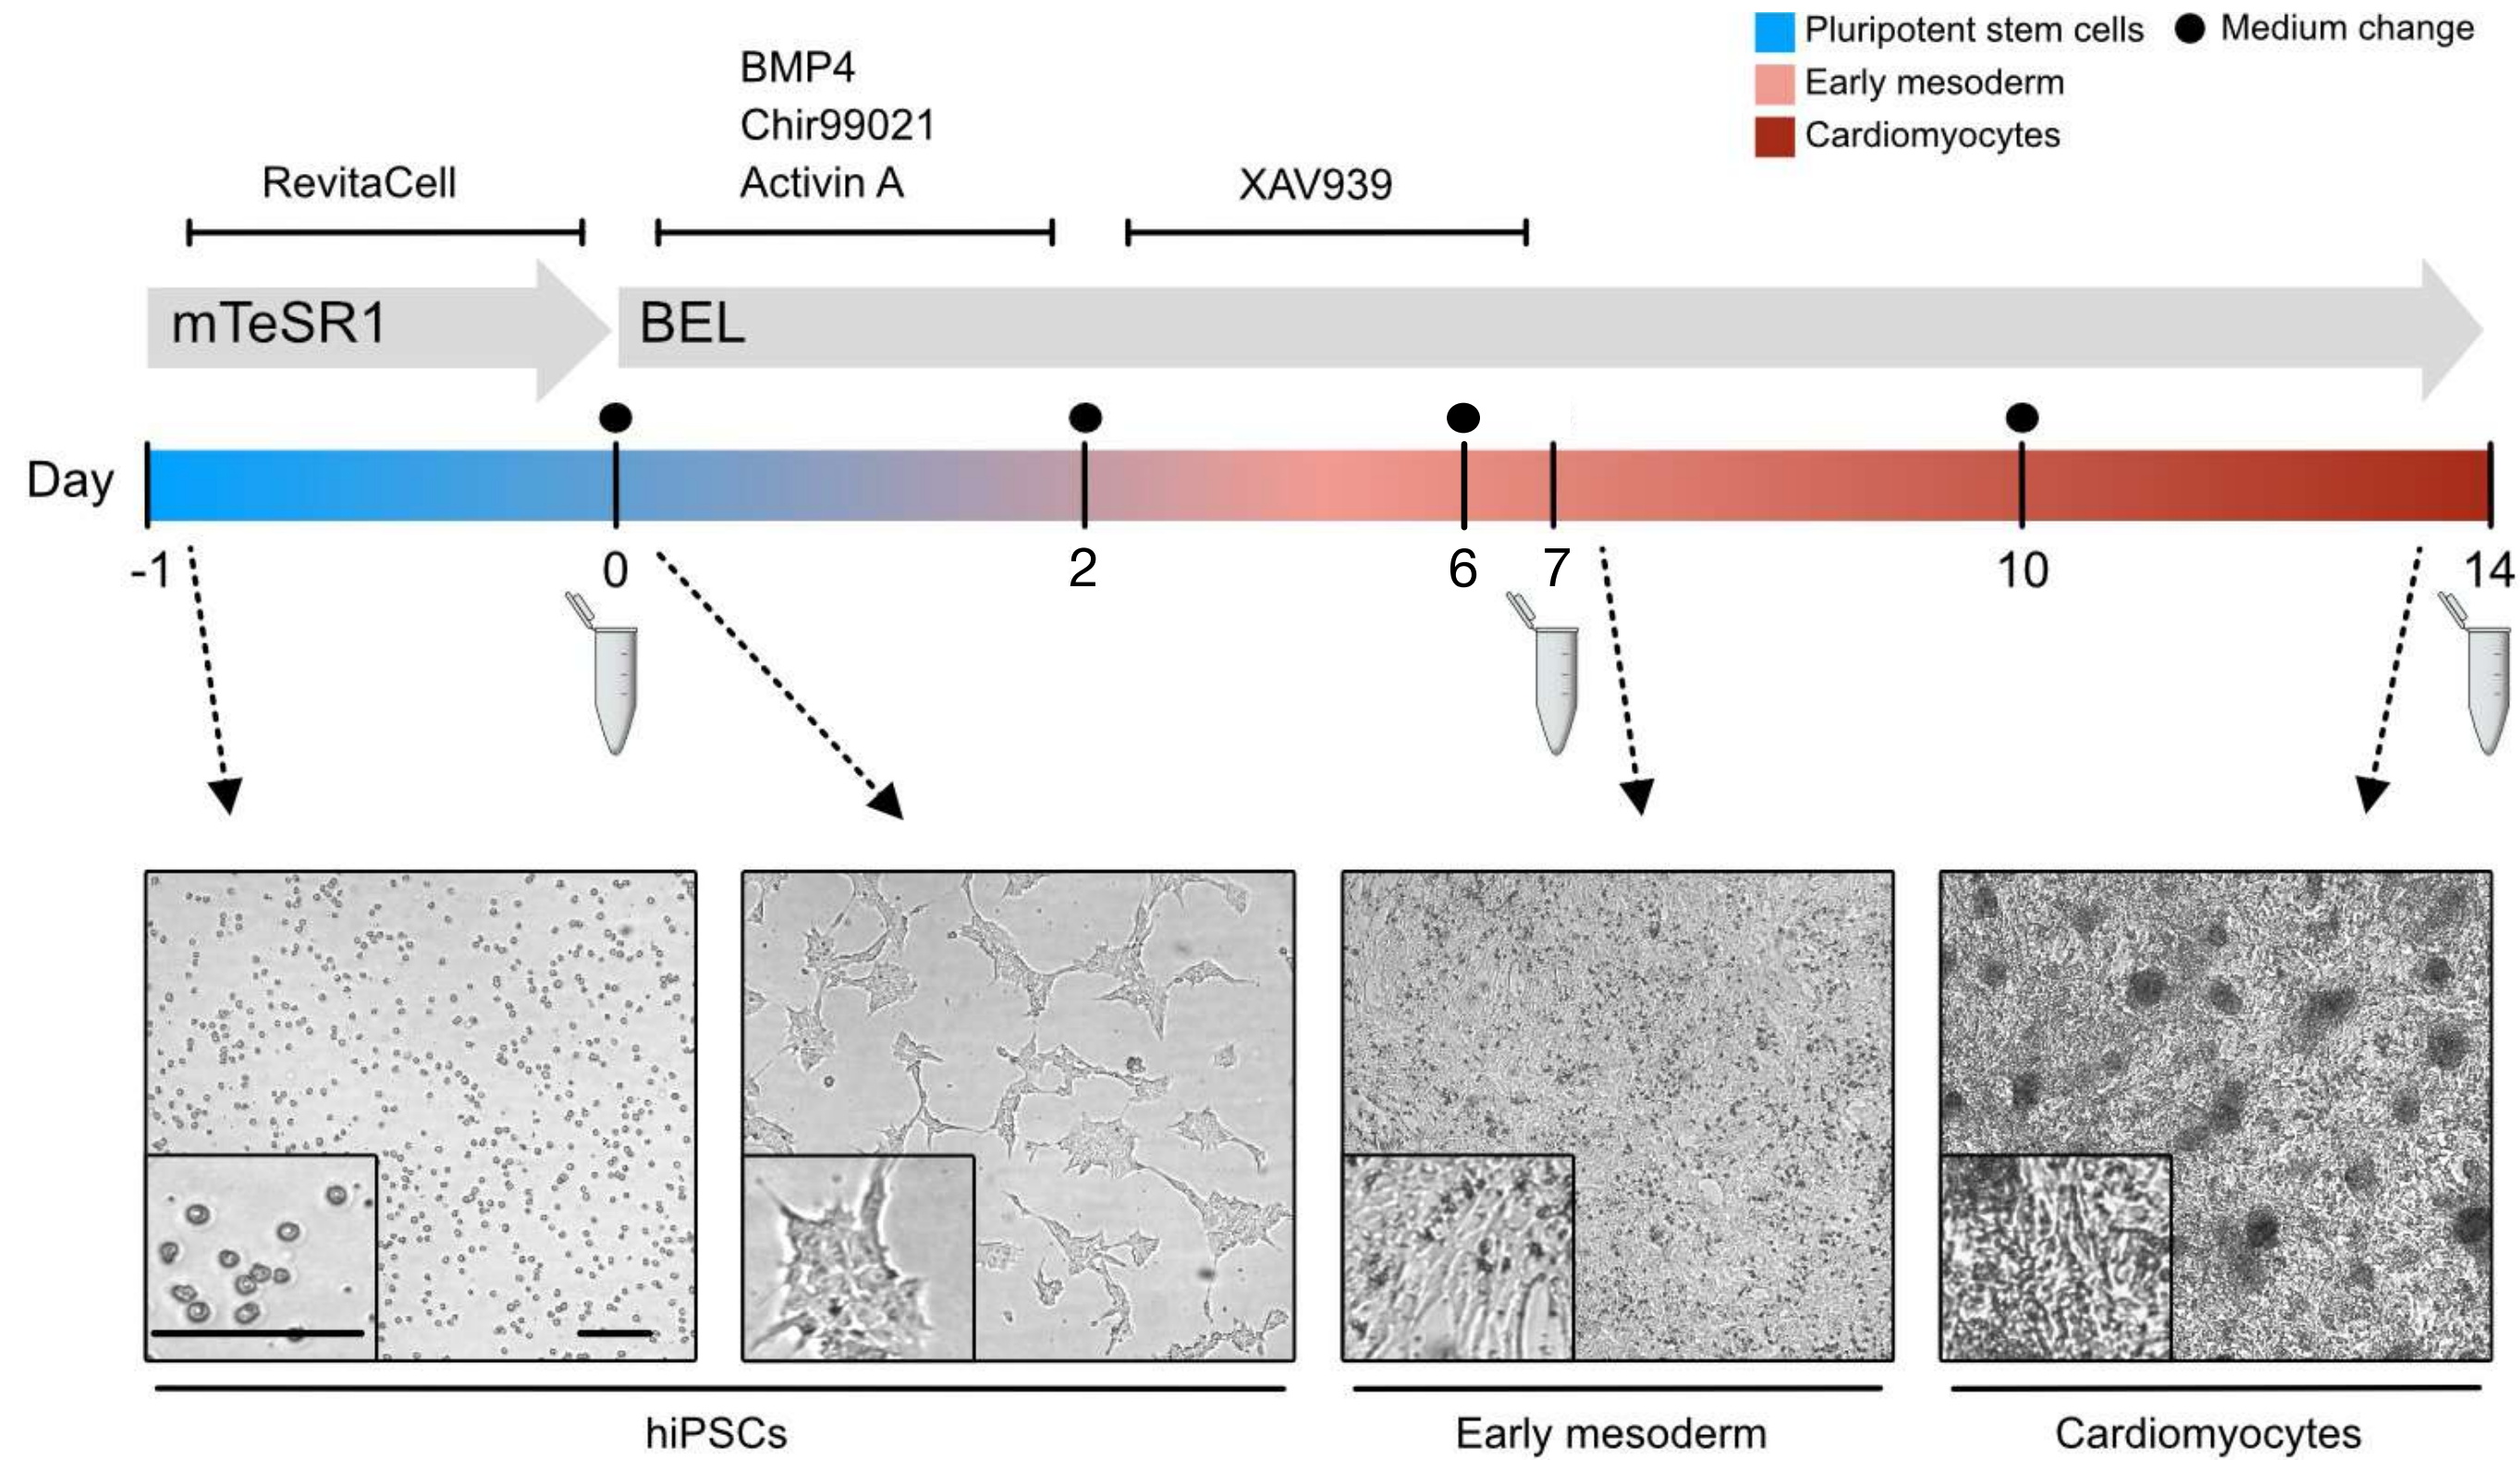 Pluripotent stem cells
Medium change
Early mesoderm
Cardiomyocytes
BMP4
Chir99021
Activin A
RevitaCell
XAV939
mTeSR1
BEL
Day
-1
0
2
6
7
10
14
hiPSCs
Early mesoderm
Cardiomyocytes